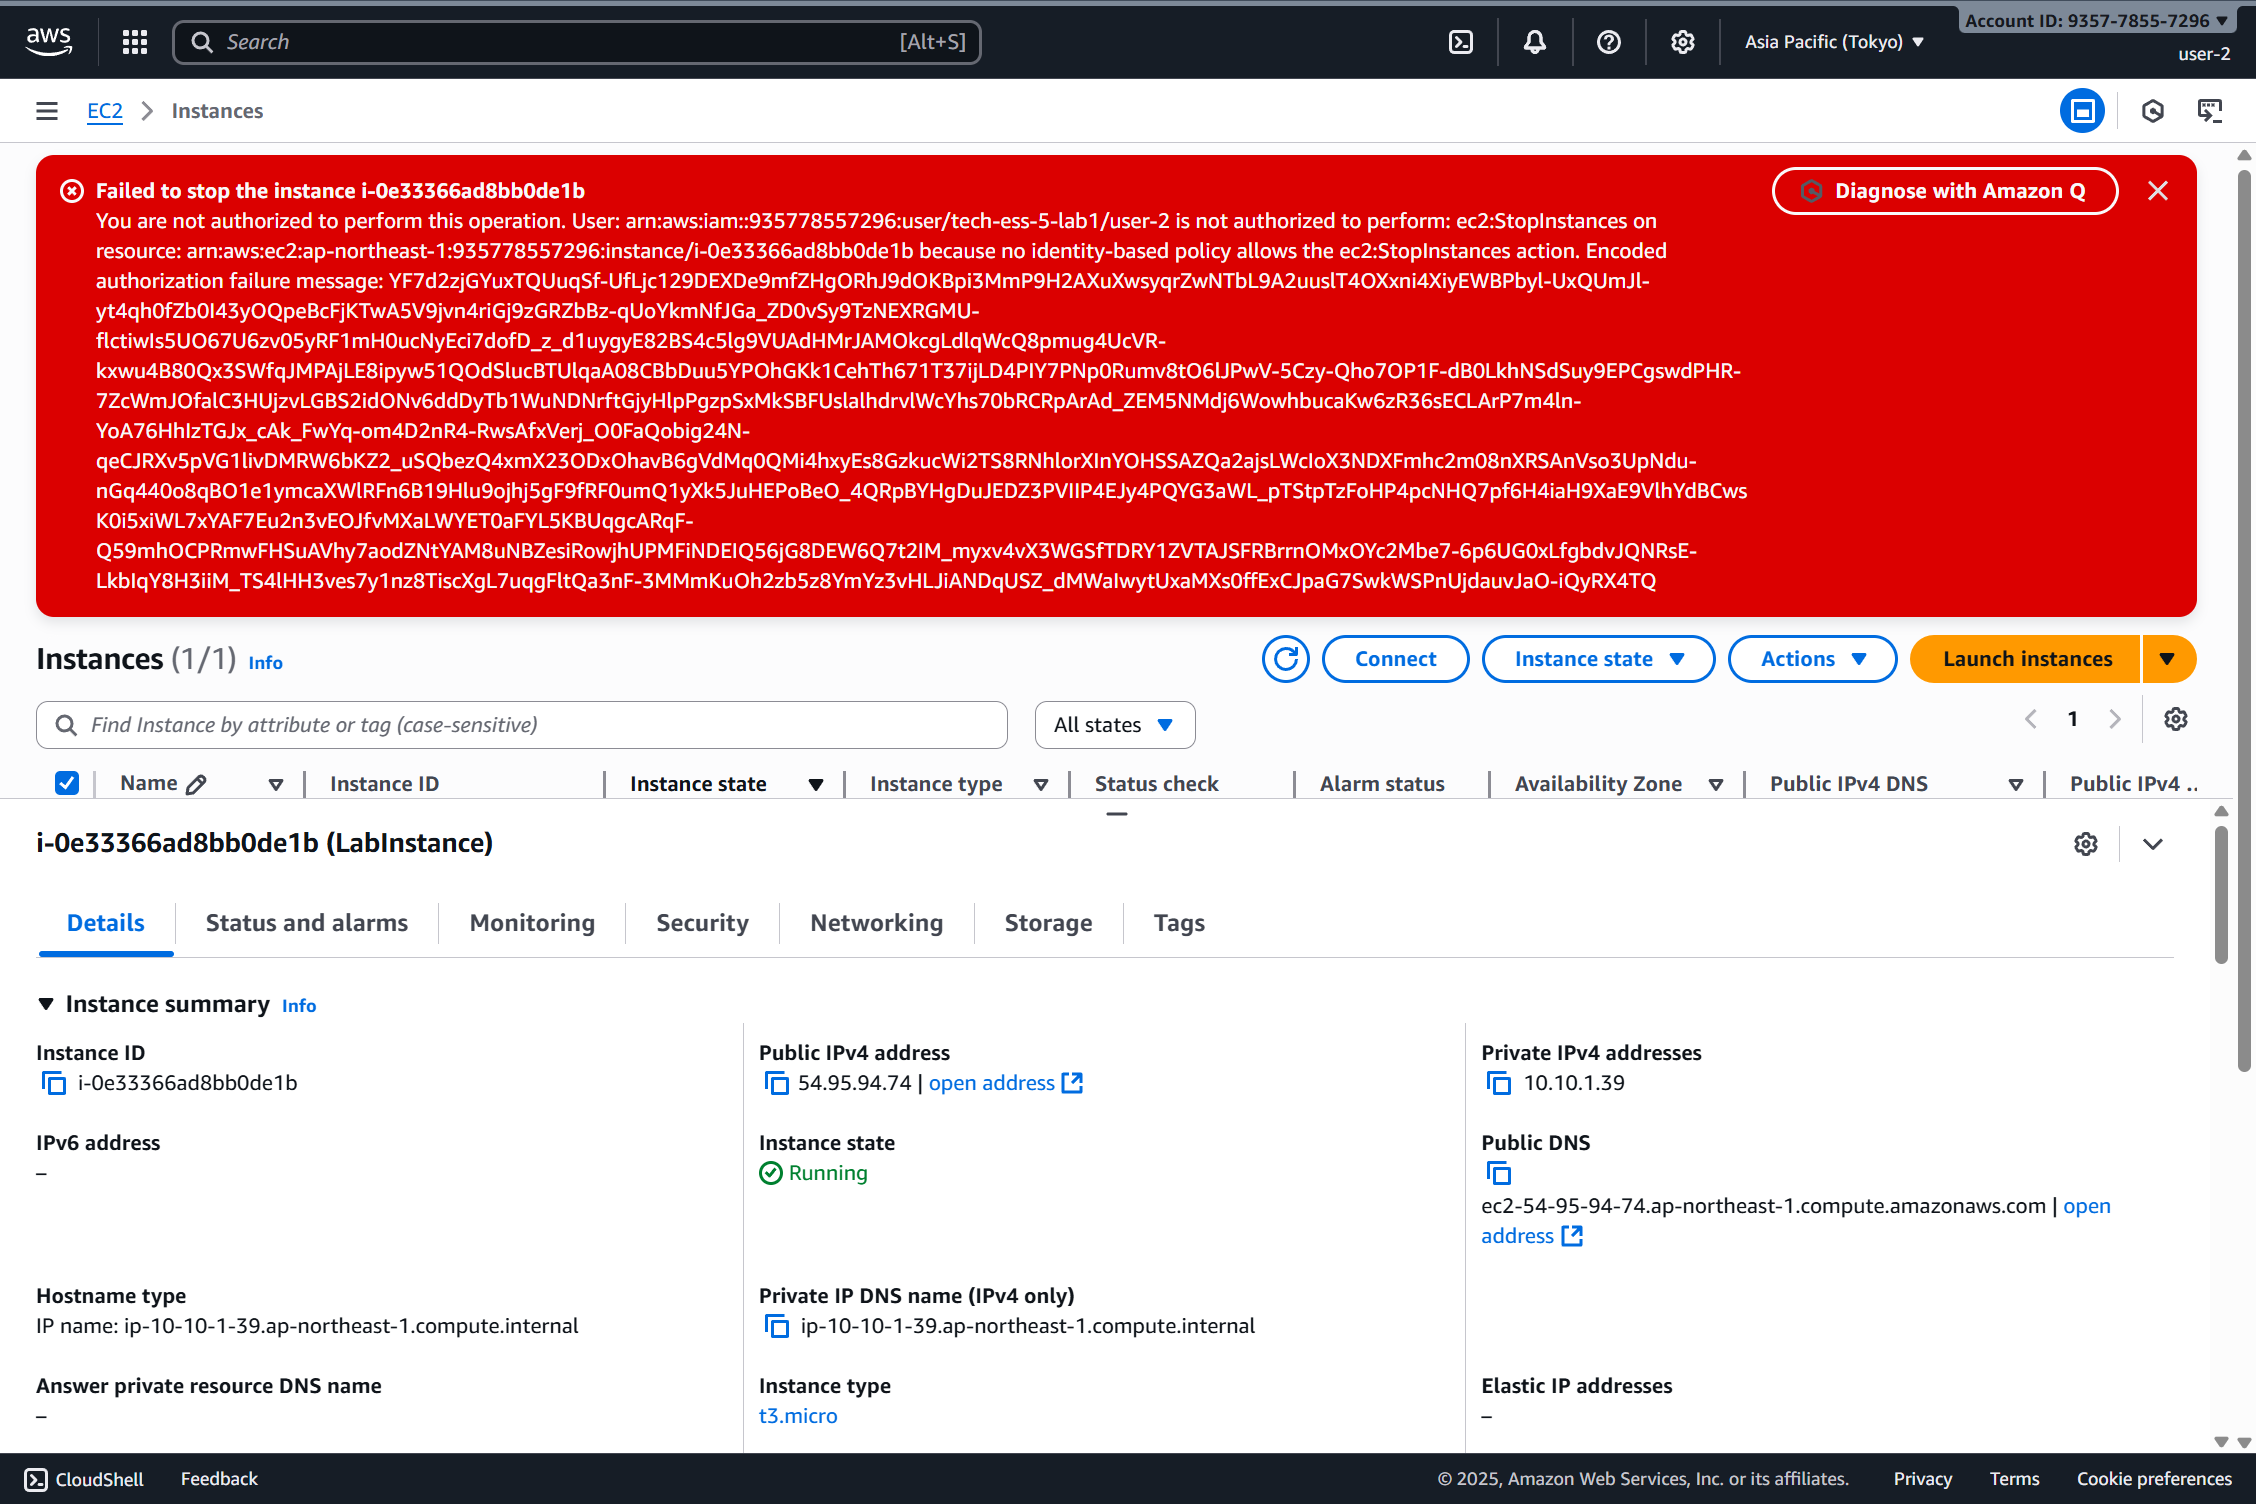 aws
Search [Alt+S]
Asia Pacific (Tokyo)
Account ID: 9357-7855-7296
user-2
EC2 Instances
Failed to stop the instance i-0e33366ad8bb0de1b
Diagnose with Amazon Q
You are not authorized to perform this operation. User: arn:aws:iam::935778557296:user/tech-ess-5-lab1/user-2 is not authorized to perform: ec2:StopInstances on
resource: arn:aws:ec2:ap-northeast-1:935778557296:instance/i-0e33366ad8bb0de1b because no identity-based policy allows the ec2:StopInstances action. Encoded
authorization failure message: YF7d2zjGYuxTQUuqSf-UfLjc129DEXDe9mfZHgORhJ9dOKBpi3MmP9H2AXuXwsyqrZwNTbL9A2uuslT4OXxni4XiyEWBPbyl-UxQUmJl-
yt4qh0fZb0I43yOQpeBcFjKTwA5V9jvn4riGj9zGRZbBz-qUoYkmNfJGa_ZD0vSy9TzNEXRGMU-
flctiwIs5UO67U6zv05yRF1mH0ucNyEci7dofD_z_d1uygyE82BS4c5lg9VUAdHMrJAMOkcgLdlqWcQ8pmug4UcVR-
kxwu4B80Qx3SWfqJMPAjLE8ipyw51QOdSlucBTUlqaA08CBbDuu5YPOhGKk1CehTh671T37ijLD4PIY7PNp0Rumv8tO6lJPwV-5Czy-Qho7OP1F-dB0LkhNSdSuy9EPCgswdPHR-
7ZcWmJOfalC3HUjzvLGBS2idONv6ddDyTb1WuNDNrftGjyHlpPgzpSxMkSBFUslalhdrvlWcYhs70bRCRpArAd_ZEM5NMdj6WowhbucaKw6zR36sECLArP7m4ln-
YoA76HhIzTGJx_cAk_FwYq-om4D2nR4-RwsAfxVerj_O0FaQobig24N-
qeCJRXv5pVG1livDMRW6bKZ2_uSQbezQ4xmX23ODxOhavB6gVdMq0QMi4hxyEs8GzkucWi2TS8RNhlorXInYOHSSAZQa2ajsLWcIoX3NDXFmhc2m08nXRSAnVso3UpNdu-
nGq440o8qBO1e1ymcaXWlRFn6B19Hlu9ojhj5gF9fRF0umQ1yXk5JuHEPoBeO_4QRpBYHgDuJEDZ3PVIIP4EJy4PQYG3aWL_pTStpTzFoHP4pcNHQ7pf6H4iaH9XaE9VlhYdBCws
K0i5xiWL7xYAF7Eu2n3vEOJfvMXaLWYET0aFYL5KBUqgcARqF-
Q59mhOCPRmwFHSuAVhy7aodZNtYAM8uNBZesiRowjhUPMFiNDEIQ56jG8DEW6Q7t2IM_myxv4vX3WGSfTDRY1ZVTAJSFRBrrnOMxOYc2Mbe7-6p6UG0xLfgbdvJQNRsE-
LkbIqY8H3iiM_TS4lHH3ves7y1nz8TiscXgL7uqgFltQa3nF-3MMmKuOh2zb5z8YmYz3vHLJiANDqUSZ_dMWaIwytUxaMXs0ffExCJpaG7SwkWSPnUjdauvJaO-iQyRX4TQ
Instances (1/1) Info
Connect
Instance state
Actions
Launch instances
Find Instance by attribute or tag (case-sensitive)
All states
1
Name Instance ID Instance state Instance type Status check Alarm status Availability Zone Public IPv4 DNS Public IPv4 ..
i-0e33366ad8bb0de1b (LabInstance)
Details Status and alarms Monitoring Security Networking Storage Tags
Instance summary Info
Instance ID
i-0e33366ad8bb0de1b
Public IPv4 address
54.95.94.74 | open address
Private IPv4 addresses
10.10.1.39
IPv6 address
–
Instance state
Running
Public DNS
ec2-54-95-94-74.ap-northeast-1.compute.amazonaws.com | open
address
Hostname type
IP name: ip-10-10-1-39.ap-northeast-1.compute.internal
Private IP DNS name (IPv4 only)
ip-10-10-1-39.ap-northeast-1.compute.internal
Answer private resource DNS name
–
Instance type
t3.micro
Elastic IP addresses
–
CloudShell Feedback
© 2025, Amazon Web Services, Inc. or its affiliates. Privacy Terms Cookie preferences